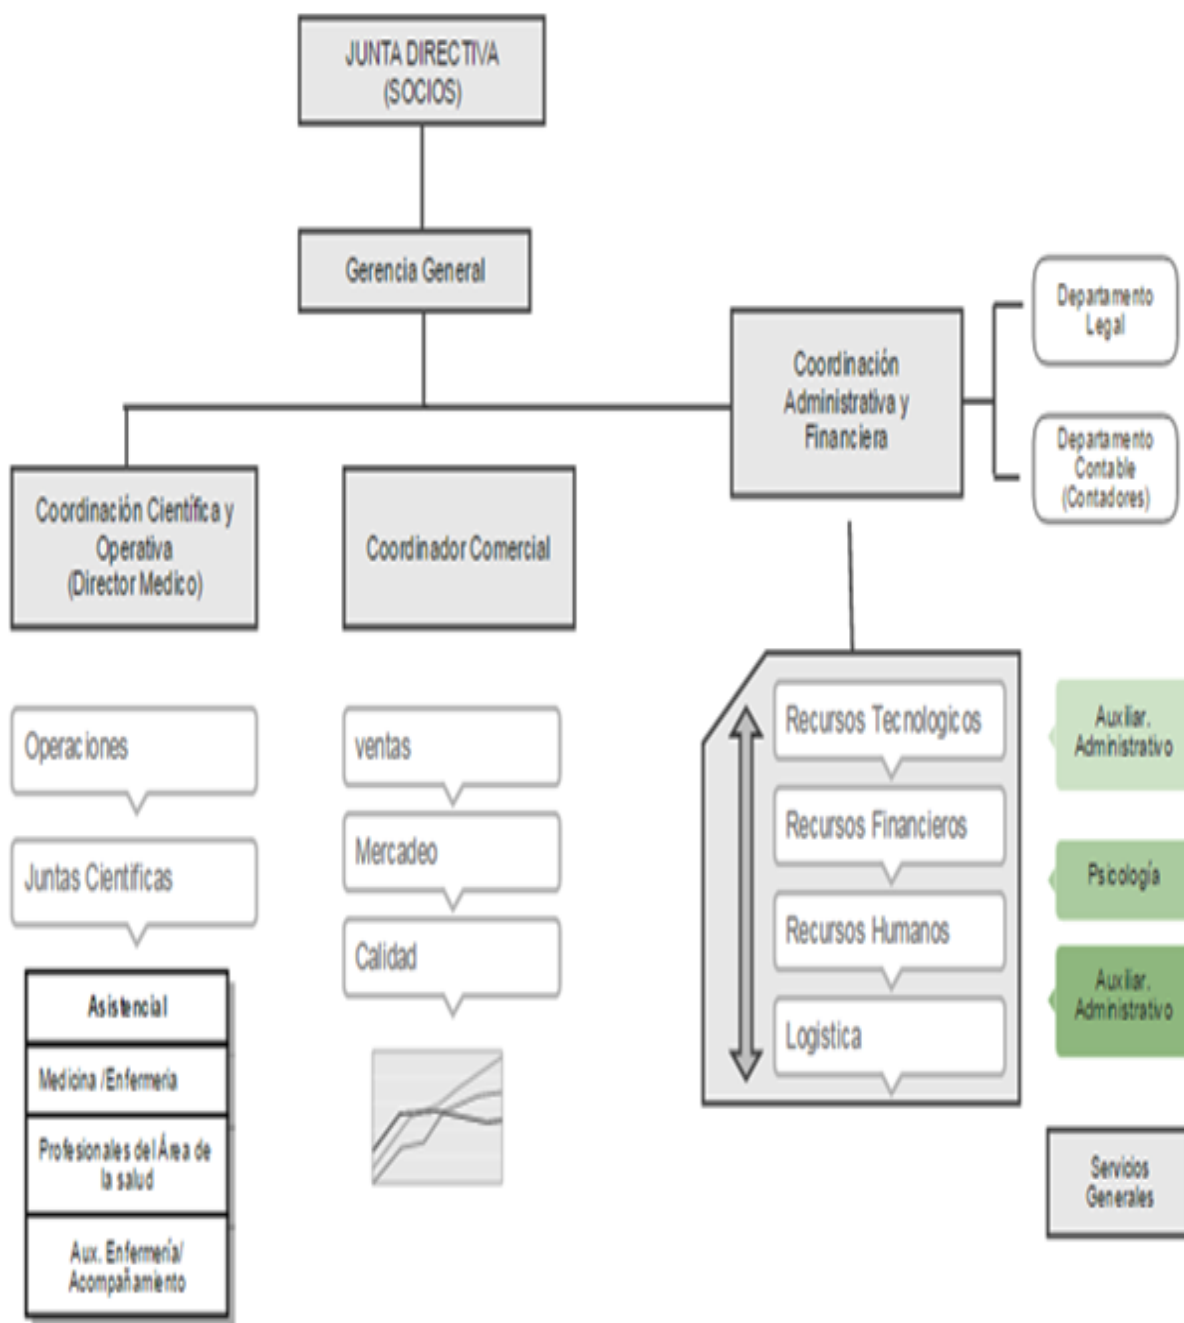 JUNTA DIRECTIVA
(SOCIOS)
Gerencia General
Coordinación
Administrativa y
Financiera
Departamento
Legal
Departamento
Contable
(Contadores)
Coordinación Científica y
Operativa
(Director Medico)
Coordinador Comercial
Operaciones
Juntas Cientificas
Asistencial
Medicina /Enfermeria
Profesionales del Área de
la salud
Aux. Enfermería/
Acompañamiento
ventas
Mercadeo
Calidad
Recursos Tecnologicos
Recursos Financieros
Recursos Humanos
Logistica
Auxiliar.
Administrativo
Psicología
Auxiliar.
Administrativo
Servicios
Generales